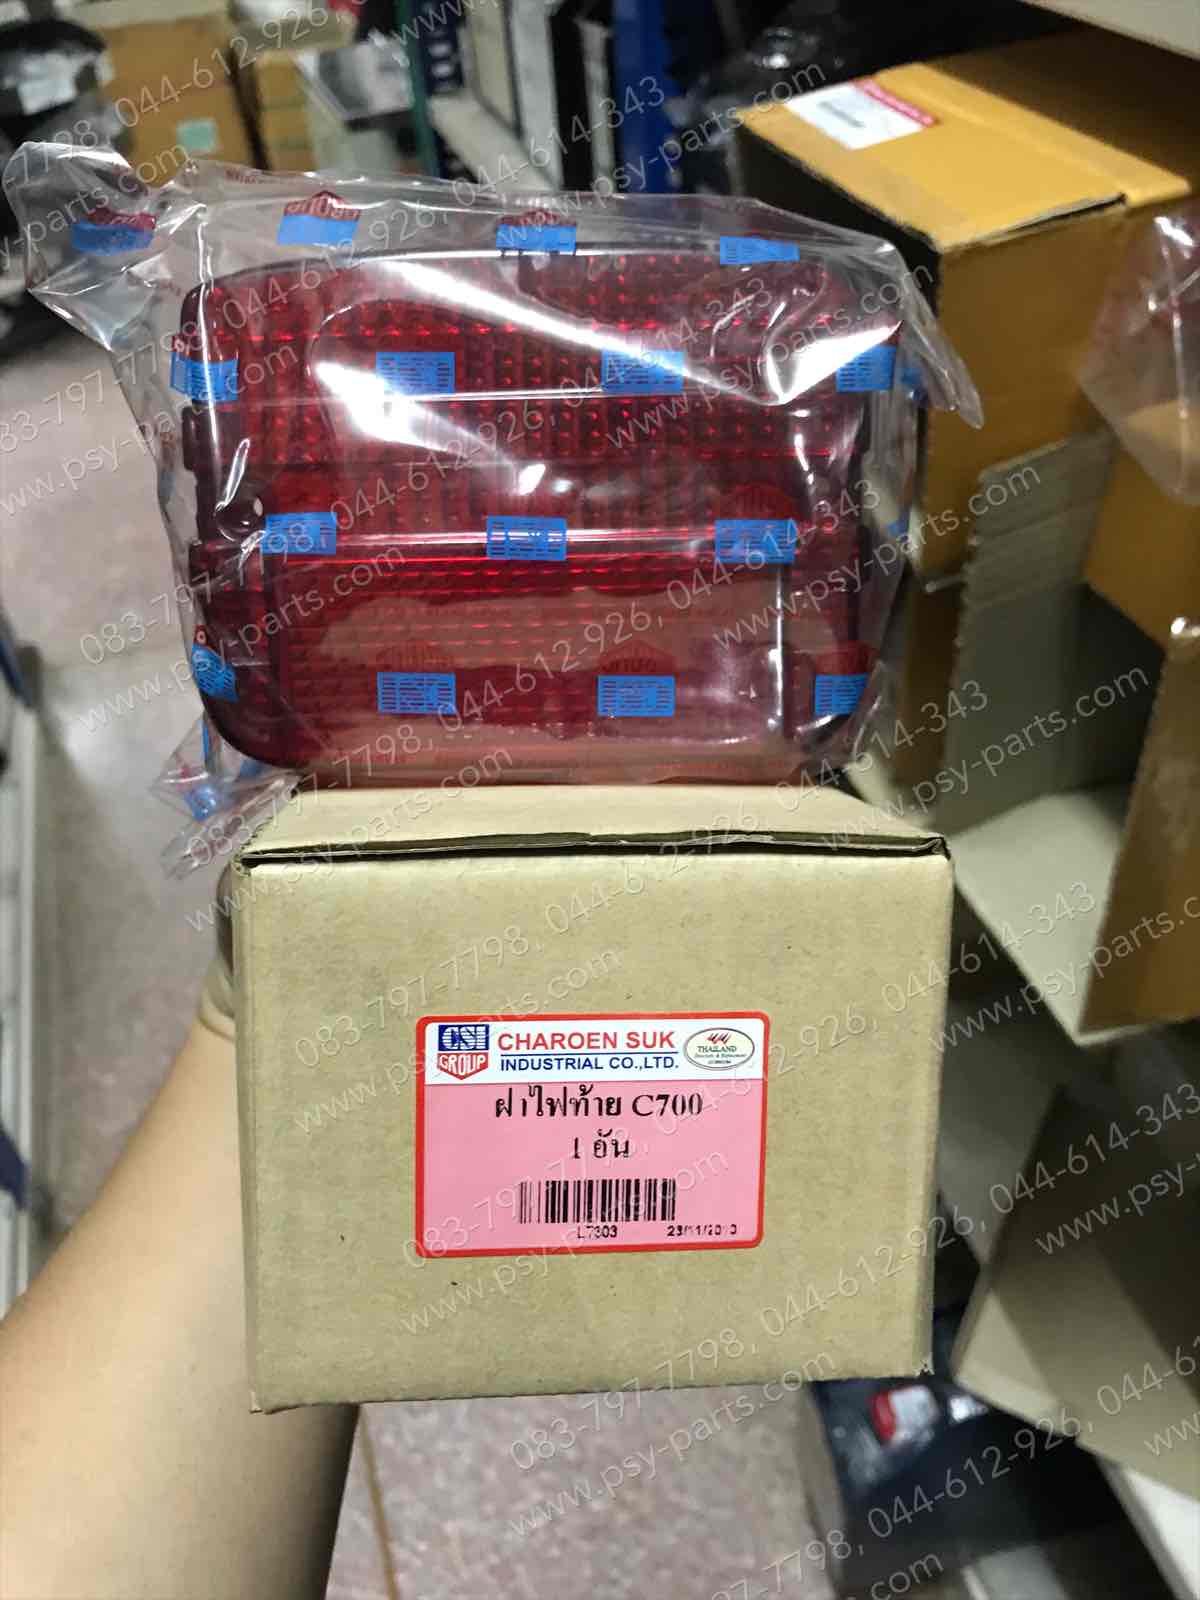 083-797-7798, 044-612-926, 044-614-343
www.psy-parts.com
CSI
GROUP
CHAROEN SUK
INDUSTRIAL CO.,LTD.
THAILAND
ฝาไฟท้าย C700
1 อัน
L7303